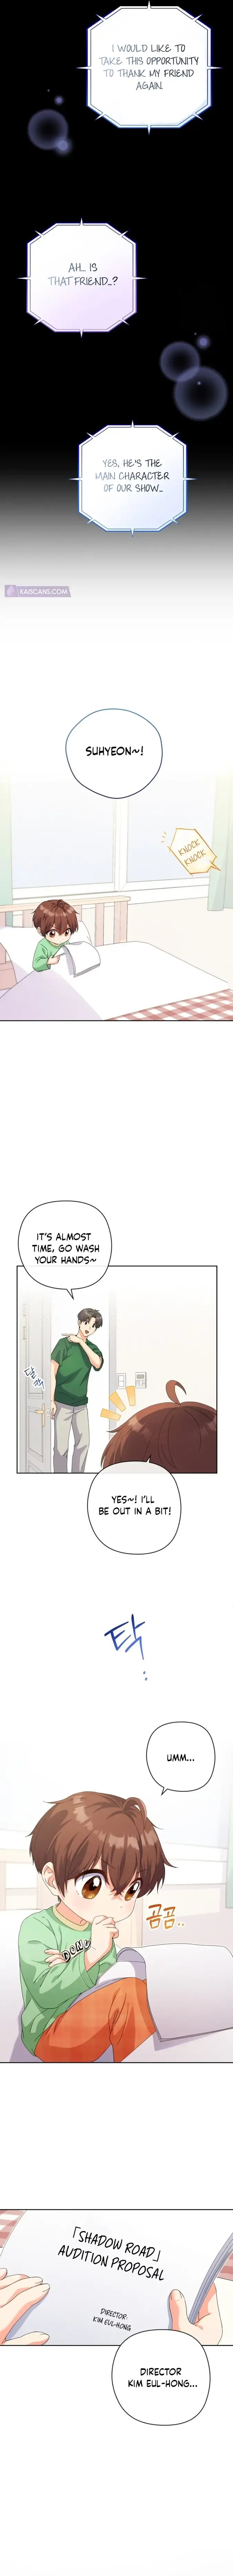 I WOULD LIKE TO
TAKE THIS OPPORTUNITY
TO THANK MY FRIEND
AGAIN.
AH... IS
THAT FRIEND...?
YES, HE'S THE
MAIN CHARACTER
OF OUR SHOW...
KAISCANS.COM
SUHYEON~!
KNOCK
KNOCK
IT'S ALMOST
TIME, GO WASH
YOUR HANDS~
YES~! I'LL
BE OUT IN A BIT!
탁
UMM...
곰곰..
「SHADOW ROAD」
AUDITION PROPOSAL
DIRECTOR:
KIM EUL-HONG
DIRECTOR
KIM EUL-HONG...